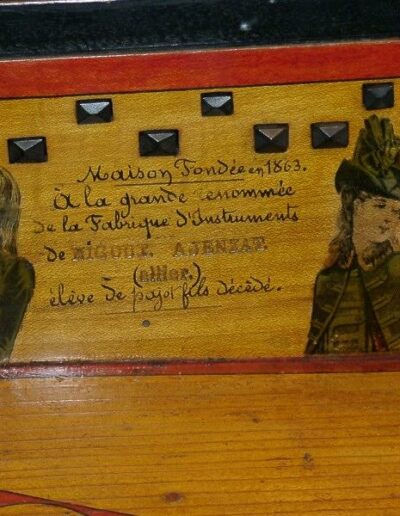 Maison Fondée en 1863.
à la grande renommée
de la Fabrique d'Instruments
de NIGOUT. AJENZAT.
(allier.)
élève de pajot fils décédé.